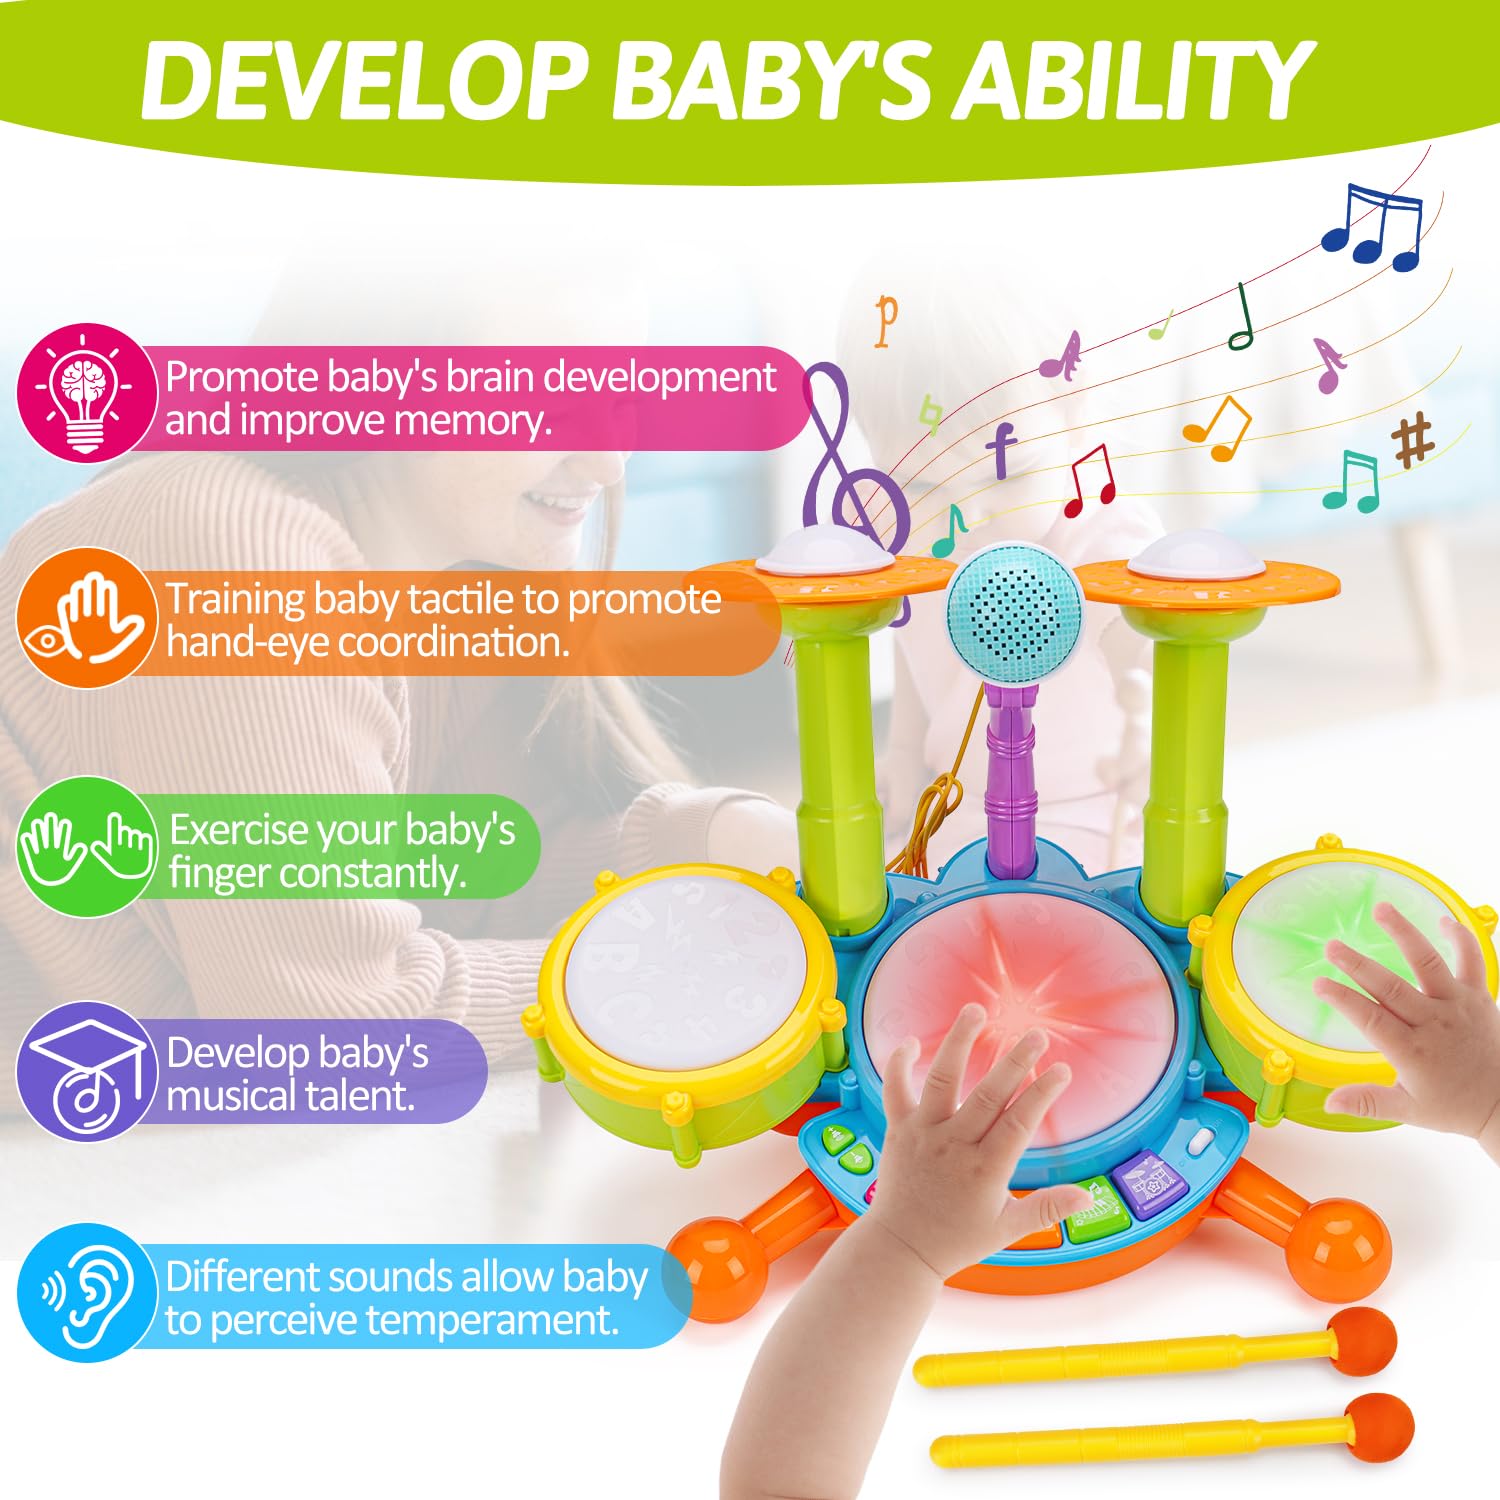 DEVELOP BABY'S ABILITY
Promote baby's brain development
and improve memory.
Training baby tactile to promote
hand-eye coordination.
Exercise your baby's
finger constantly.
Develop baby's
musical talent.
Different sounds allow baby
to perceive temperament.